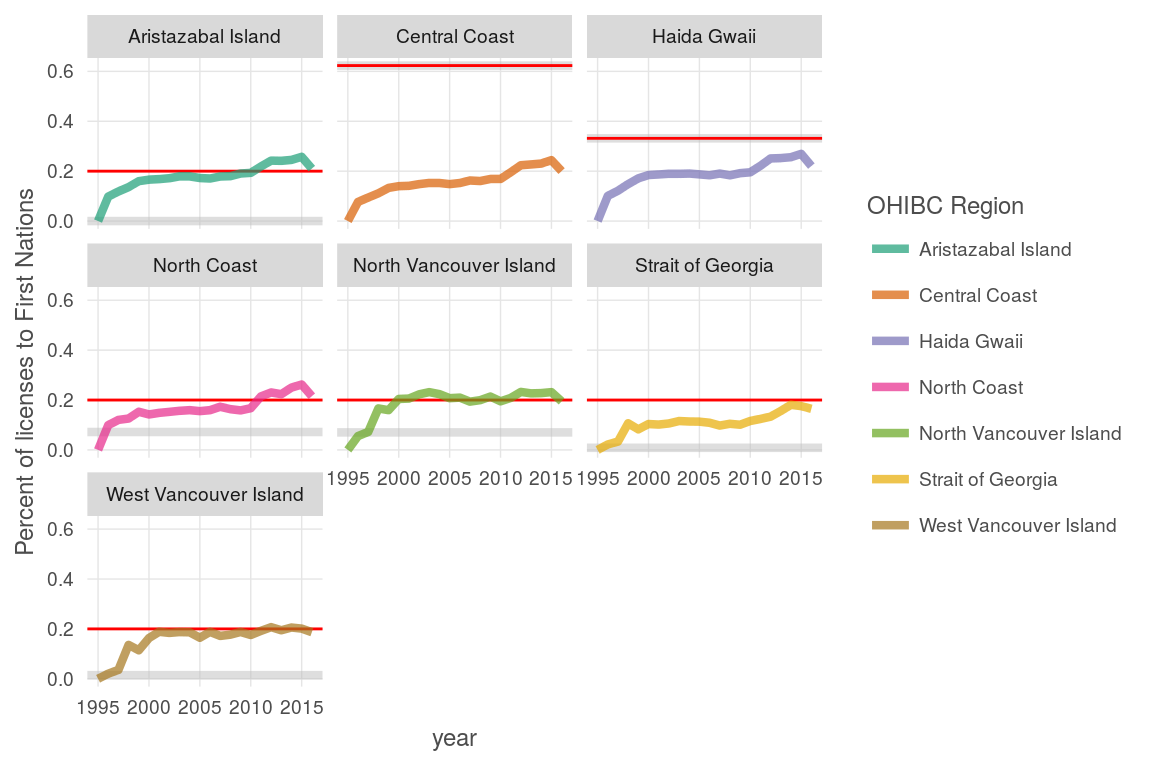 Aristazabal Island
Central Coast
Haida Gwaii
0.6
0.4
0.2
0.0
North Coast
North Vancouver Island
Strait of Georgia
0.6
0.4
0.2
0.0
1995 2000 2005 2010 2015
1995 2000 2005 2010 2015
West Vancouver Island
0.6
0.4
0.2
0.0
1995 2000 2005 2010 2015
year
Percent of licenses to First Nations
OHIBC Region
Aristazabal Island
Central Coast
Haida Gwaii
North Coast
North Vancouver Island
Strait of Georgia
West Vancouver Island